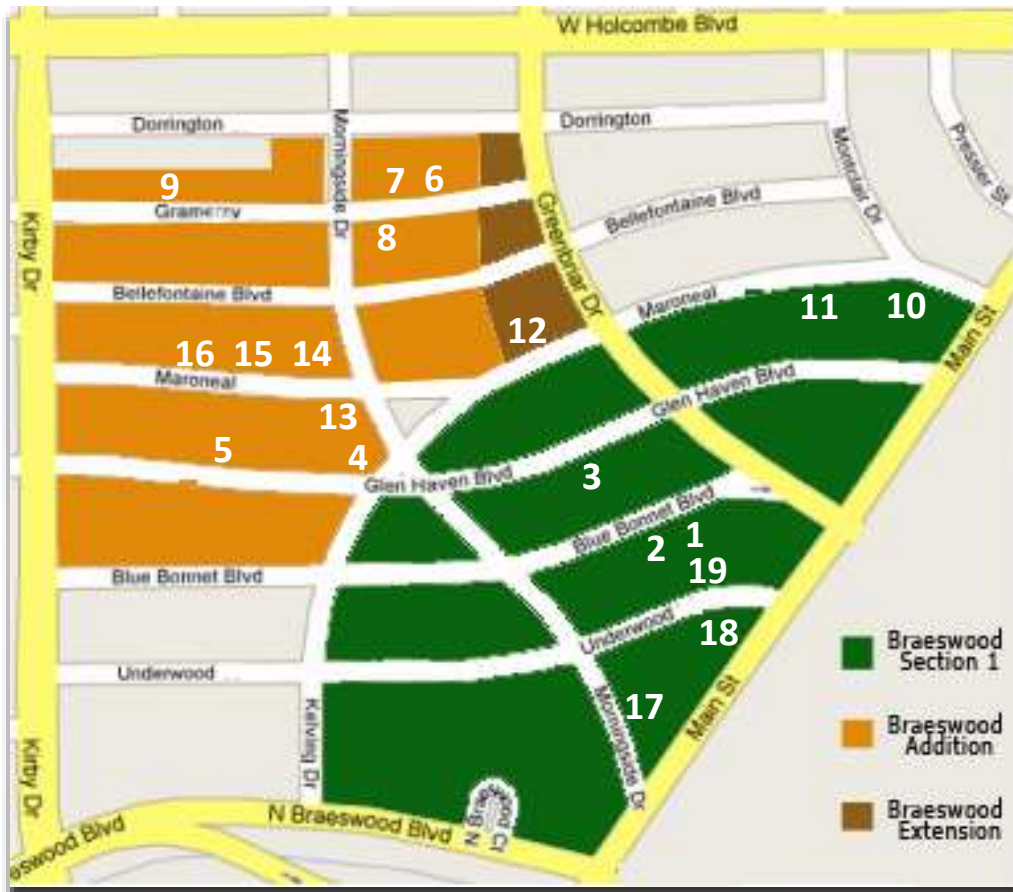 W Holcombe Blvd
Dorrington
Dorrington
Morningside Dr
Montclair Dr
Pressler St
9
7
6
Gramercy
Greenbriar Dr
Bellefontaine Blvd
Kirby Dr
8
Bellefontaine Blvd
Maroneal
11
10
12
Main St
16
15
14
Maroneal
Glen Haven Blvd
13
5
4
Glen Haven Blvd
3
Blue Bonnet Blvd
2
1
Blue Bonnet Blvd
19
Underwood
18
Braeswood
Section 1
Underwood
17
Main St
Kelving Dr
Morningside Dr
Braeswood
Addition
Kirby Dr
N Braeswood Blvd
Braeswood
Extension
eswood Blvd